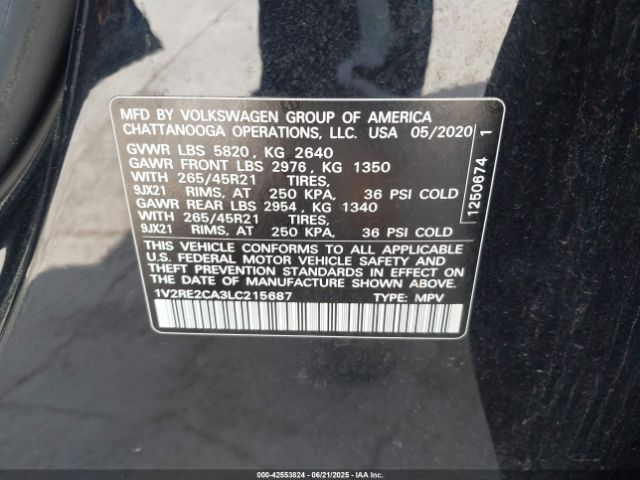 MFD BY VOLKSWAGEN GROUP OF AMERICA
CHATTANOOGA OPERATIONS, LLC. USA 05/2020
GVWR LBS 5820, KG 2640
GAWR FRONT LBS 2976, KG 1350
WITH 265/45R21 TIRES,
9JX21 RIMS, AT 250 KPA, 36 PSI COLD
GAWR REAR LBS 2954, KG 1340
WITH 265/45R21 TIRES,
9JX21 RIMS, AT 250 KPA, 36 PSI COLD
THIS VEHICLE CONFORMS TO ALL APPLICABLE
U.S. FEDERAL MOTOR VEHICLE SAFETY AND
THEFT PREVENTION STANDARDS IN EFFECT ON
THE DATE OF MANUFACTURE SHOWN ABOVE.
1V2RE2CA3LC215687 TYPE: MPV
1250674 1
000-42553824 06/21/2025 IAA Inc.